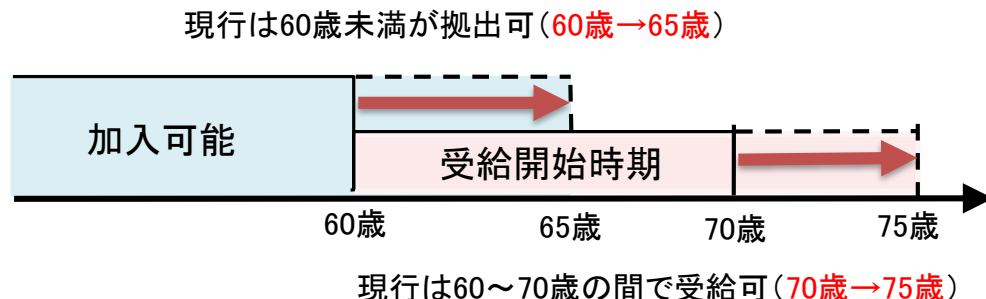 現行は60歳未満が拠出可(60歳→65歳)
加入可能
受給開始時期
60歳 65歳 70歳 75歳
現行は60～70歳の間で受給可(70歳→75歳)